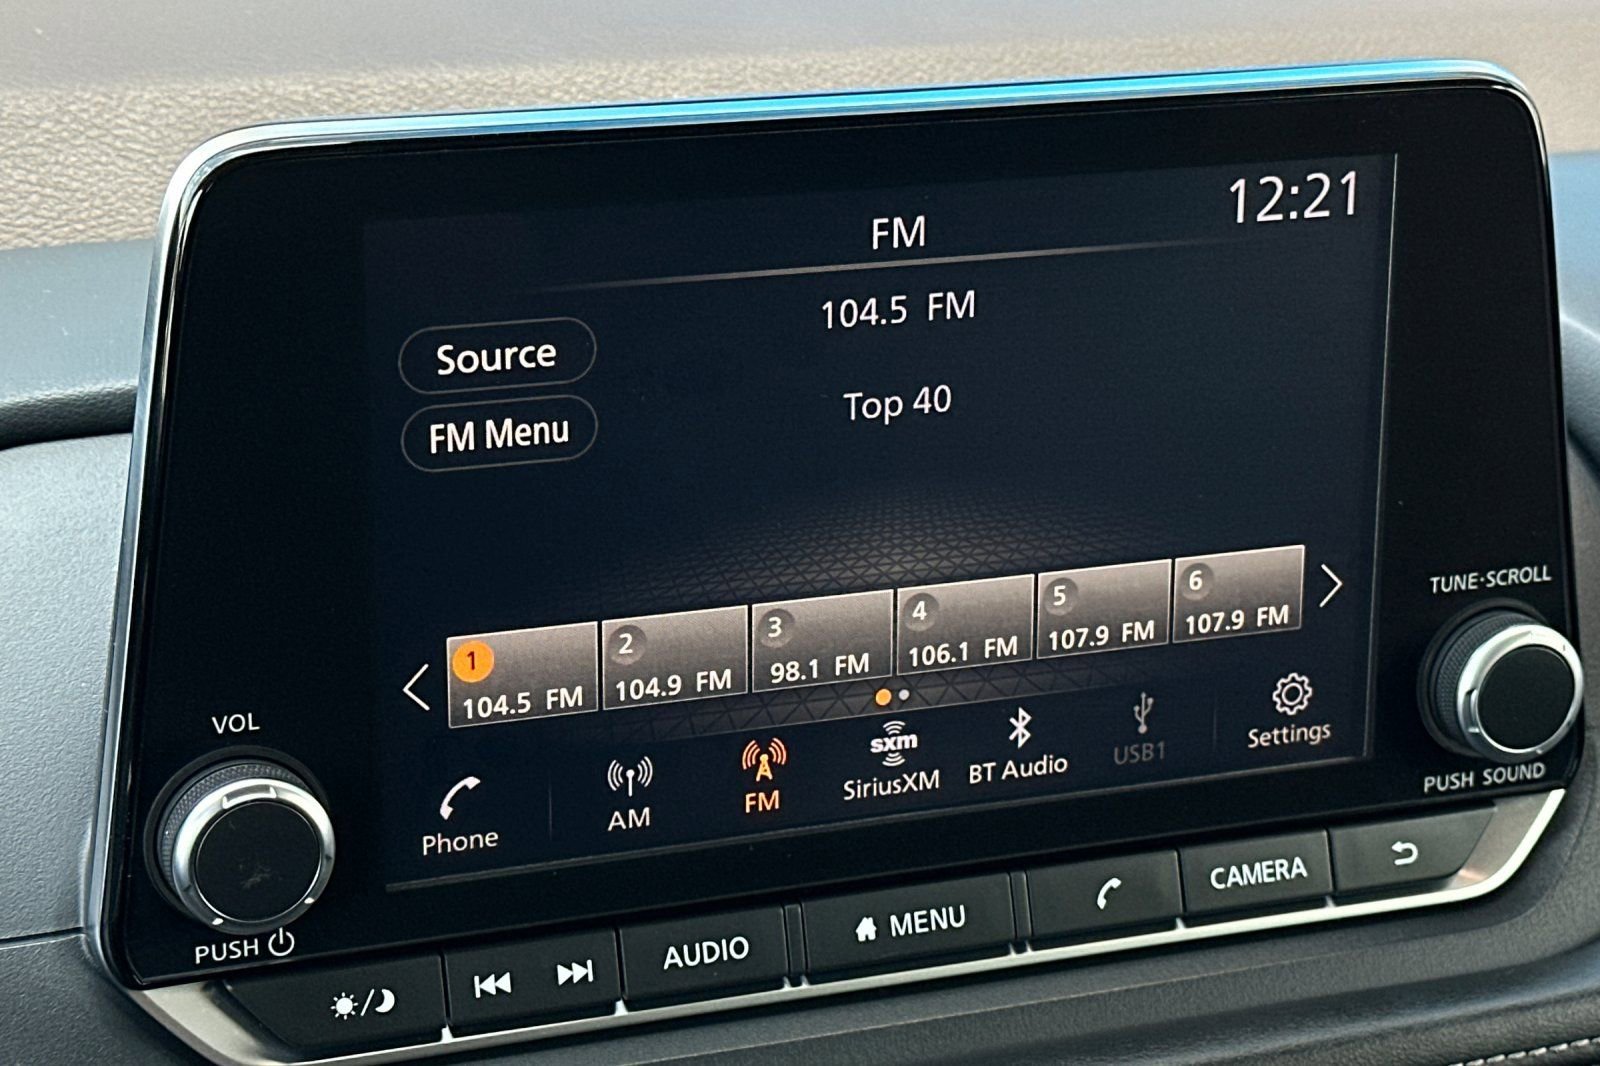 12:21
FM
104.5 FM
Source
Top 40
FM Menu
1
104.5 FM
2
104.9 FM
3
98.1 FM
4
106.1 FM
5
107.9 FM
6
107.9 FM
TUNE·SCROLL
PUSH SOUND
VOL
PUSH
Phone
AM
FM
sxm
SiriusXM
BT Audio
USB1
Settings
AUDIO
MENU
CAMERA